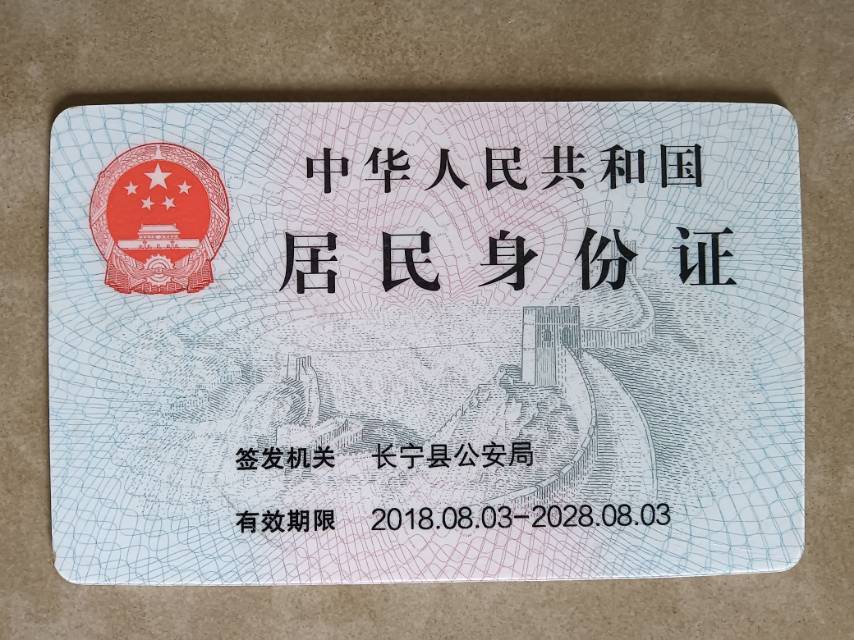 中华人民共和国
居民身份证
签发机关 长宁县公安局
有效期限 2018.08.03-2028.08.03